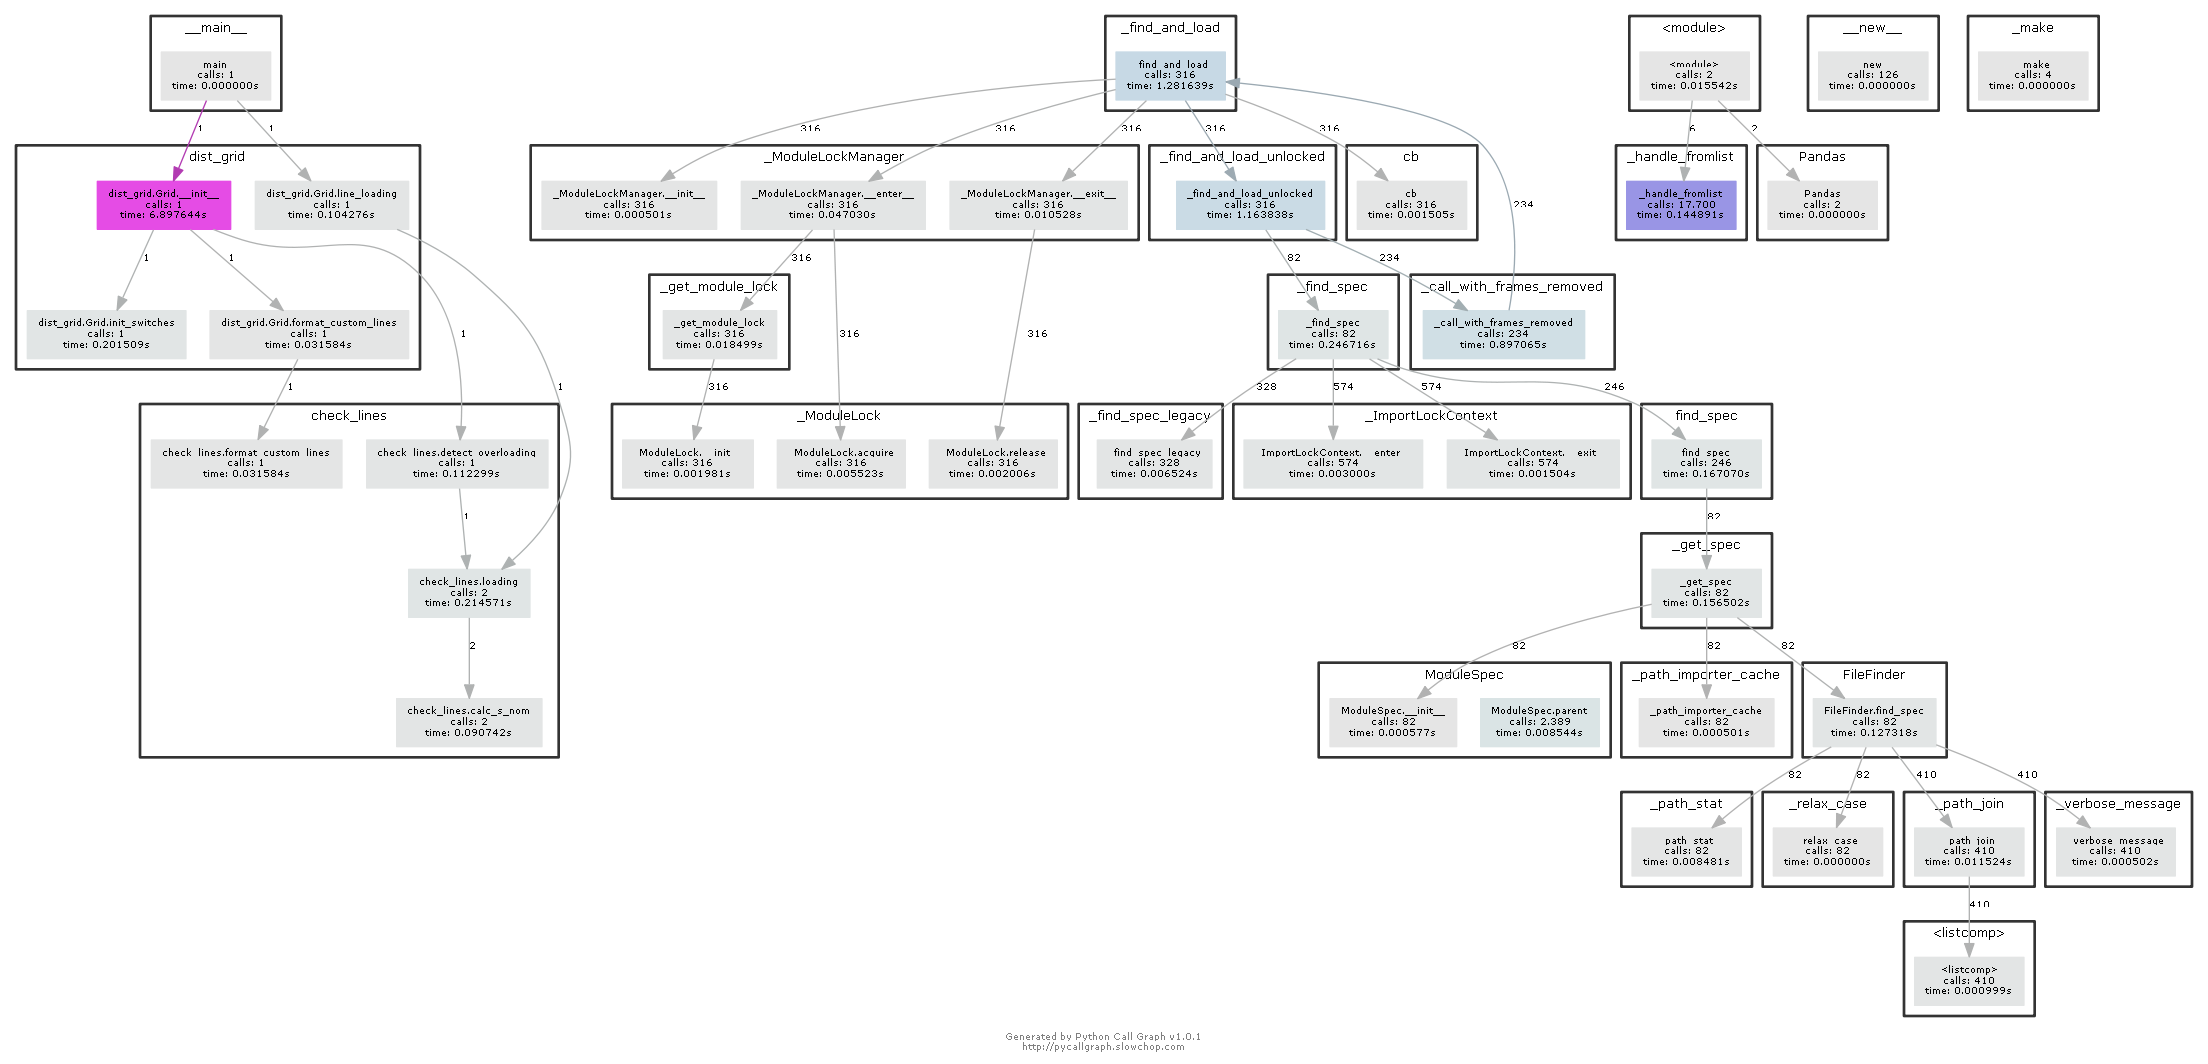 __main__
main
calls: 1
time: 0.000000s
1
1
dist_grid
dist_grid.Grid.__init__
calls: 1
time: 6.897644s
dist_grid.Grid.line_loading
calls: 1
time: 0.104276s
1
1
1
1
dist_grid.Grid.init_switches
calls: 1
time: 0.201509s
dist_grid.Grid.format_custom_lines
calls: 1
time: 0.031584s
1
check_lines
check_lines.format_custom_lines
calls: 1
time: 0.031584s
check_lines.detect_overloading
calls: 1
time: 0.112299s
1
check_lines.loading
calls: 2
time: 0.214571s
2
check_lines.calc_s_nom
calls: 2
time: 0.090742s
_find_and_load
find_and_load
calls: 316
time: 1.281639s
316
316
316
316
316
234
_ModuleLockManager
_ModuleLockManager.__init__
calls: 316
time: 0.000501s
_ModuleLockManager.__enter__
calls: 316
time: 0.047030s
_ModuleLockManager.__exit__
calls: 316
time: 0.010528s
_find_and_load_unlocked
_find_and_load_unlocked
calls: 316
time: 1.163838s
cb
cb
calls: 316
time: 0.001505s
316
316
316
82
234
_get_module_lock
_get_module_lock
calls: 316
time: 0.018499s
316
_find_spec
_find_spec
calls: 82
time: 0.246716s
_call_with_frames_removed
_call_with_frames_removed
calls: 234
time: 0.897065s
328
574
574
246
_ModuleLock
ModuleLock. init
calls: 316
time: 0.001981s
ModuleLock.acquire
calls: 316
time: 0.005523s
ModuleLock.release
calls: 316
time: 0.002006s
_find_spec_legacy
find_spec_legacy
calls: 328
time: 0.006524s
_ImportLockContext
ImportLockContext. enter
calls: 574
time: 0.003000s
ImportLockContext. exit
calls: 574
time: 0.001504s
find_spec
find_spec
calls: 246
time: 0.167070s
82
_get_spec
_get_spec
calls: 82
time: 0.156502s
82
82
82
ModuleSpec
ModuleSpec.__init__
calls: 82
time: 0.000577s
ModuleSpec.parent
calls: 2.389
time: 0.008544s
_path_importer_cache
_path_importer_cache
calls: 82
time: 0.000501s
FileFinder
FileFinder.find_spec
calls: 82
time: 0.127318s
82
82
410
410
_path_stat
path_stat
calls: 82
time: 0.008481s
_relax_case
relax_case
calls: 82
time: 0.000000s
_path_join
path_join
calls: 410
time: 0.011524s
_verbose_message
verbose_message
calls: 410
time: 0.000502s
410
<listcomp>
<listcomp>
calls: 410
time: 0.000999s
<module>
<module>
calls: 2
time: 0.015542s
6
2
_handle_fromlist
_handle_fromlist
calls: 17.700
time: 0.144891s
Pandas
Pandas
calls: 2
time: 0.000000s
__new__
new
calls: 126
time: 0.000000s
_make
make
calls: 4
time: 0.000000s
Generated by Python Call Graph v1.0.1
http://pycallgraph.slowchop.com